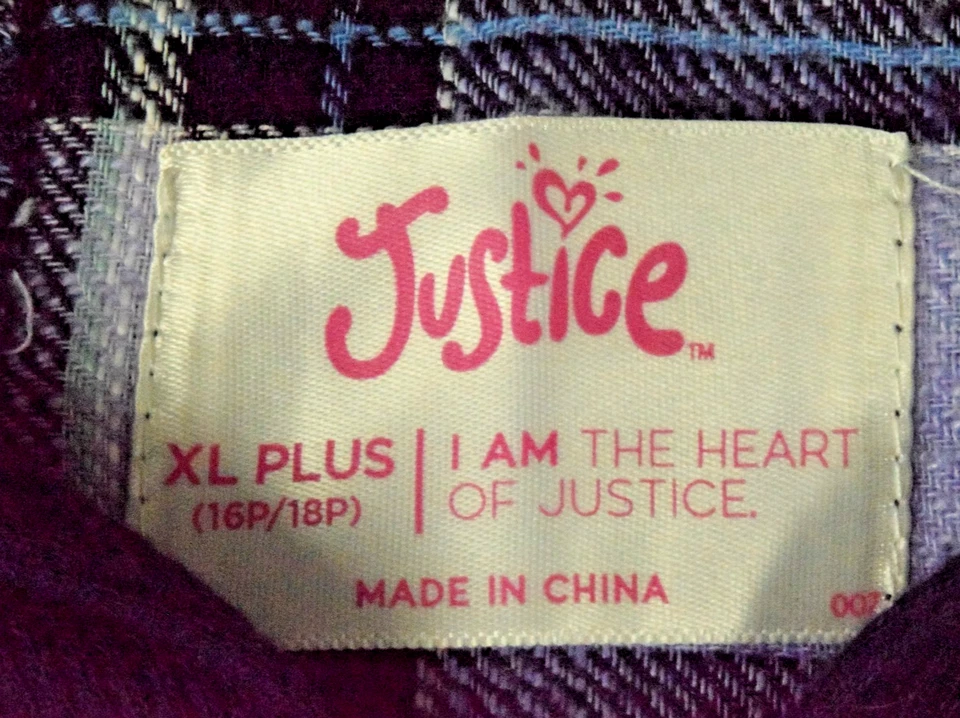 Justice™
XL PLUS
(16P/18P)
I AM THE HEART
OF JUSTICE.
MADE IN CHINA